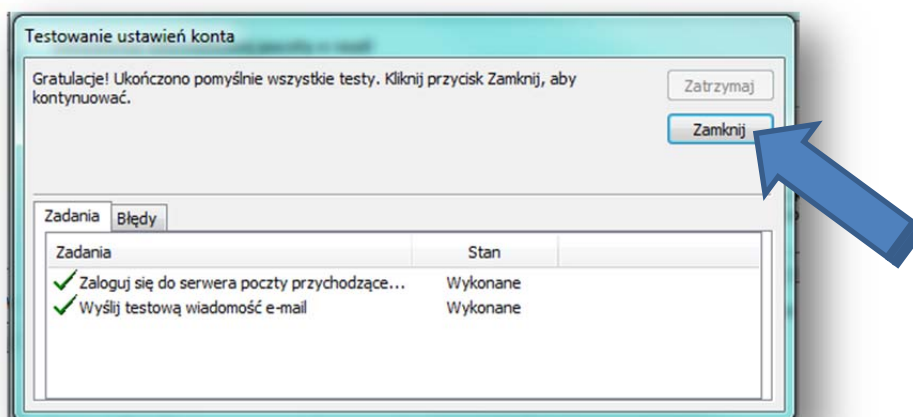 Testowanie ustawień konta
Gratulacje! Ukończono pomyślnie wszystkie testy. Kliknij przycisk Zamknij, aby
kontynuować.
Zatrzymaj
Zamknij
Zadania Błędy
Zadania Stan
Zaloguj się do serwera poczty przychodzące... Wykonane
Wyślij testową wiadomość e-mail Wykonane